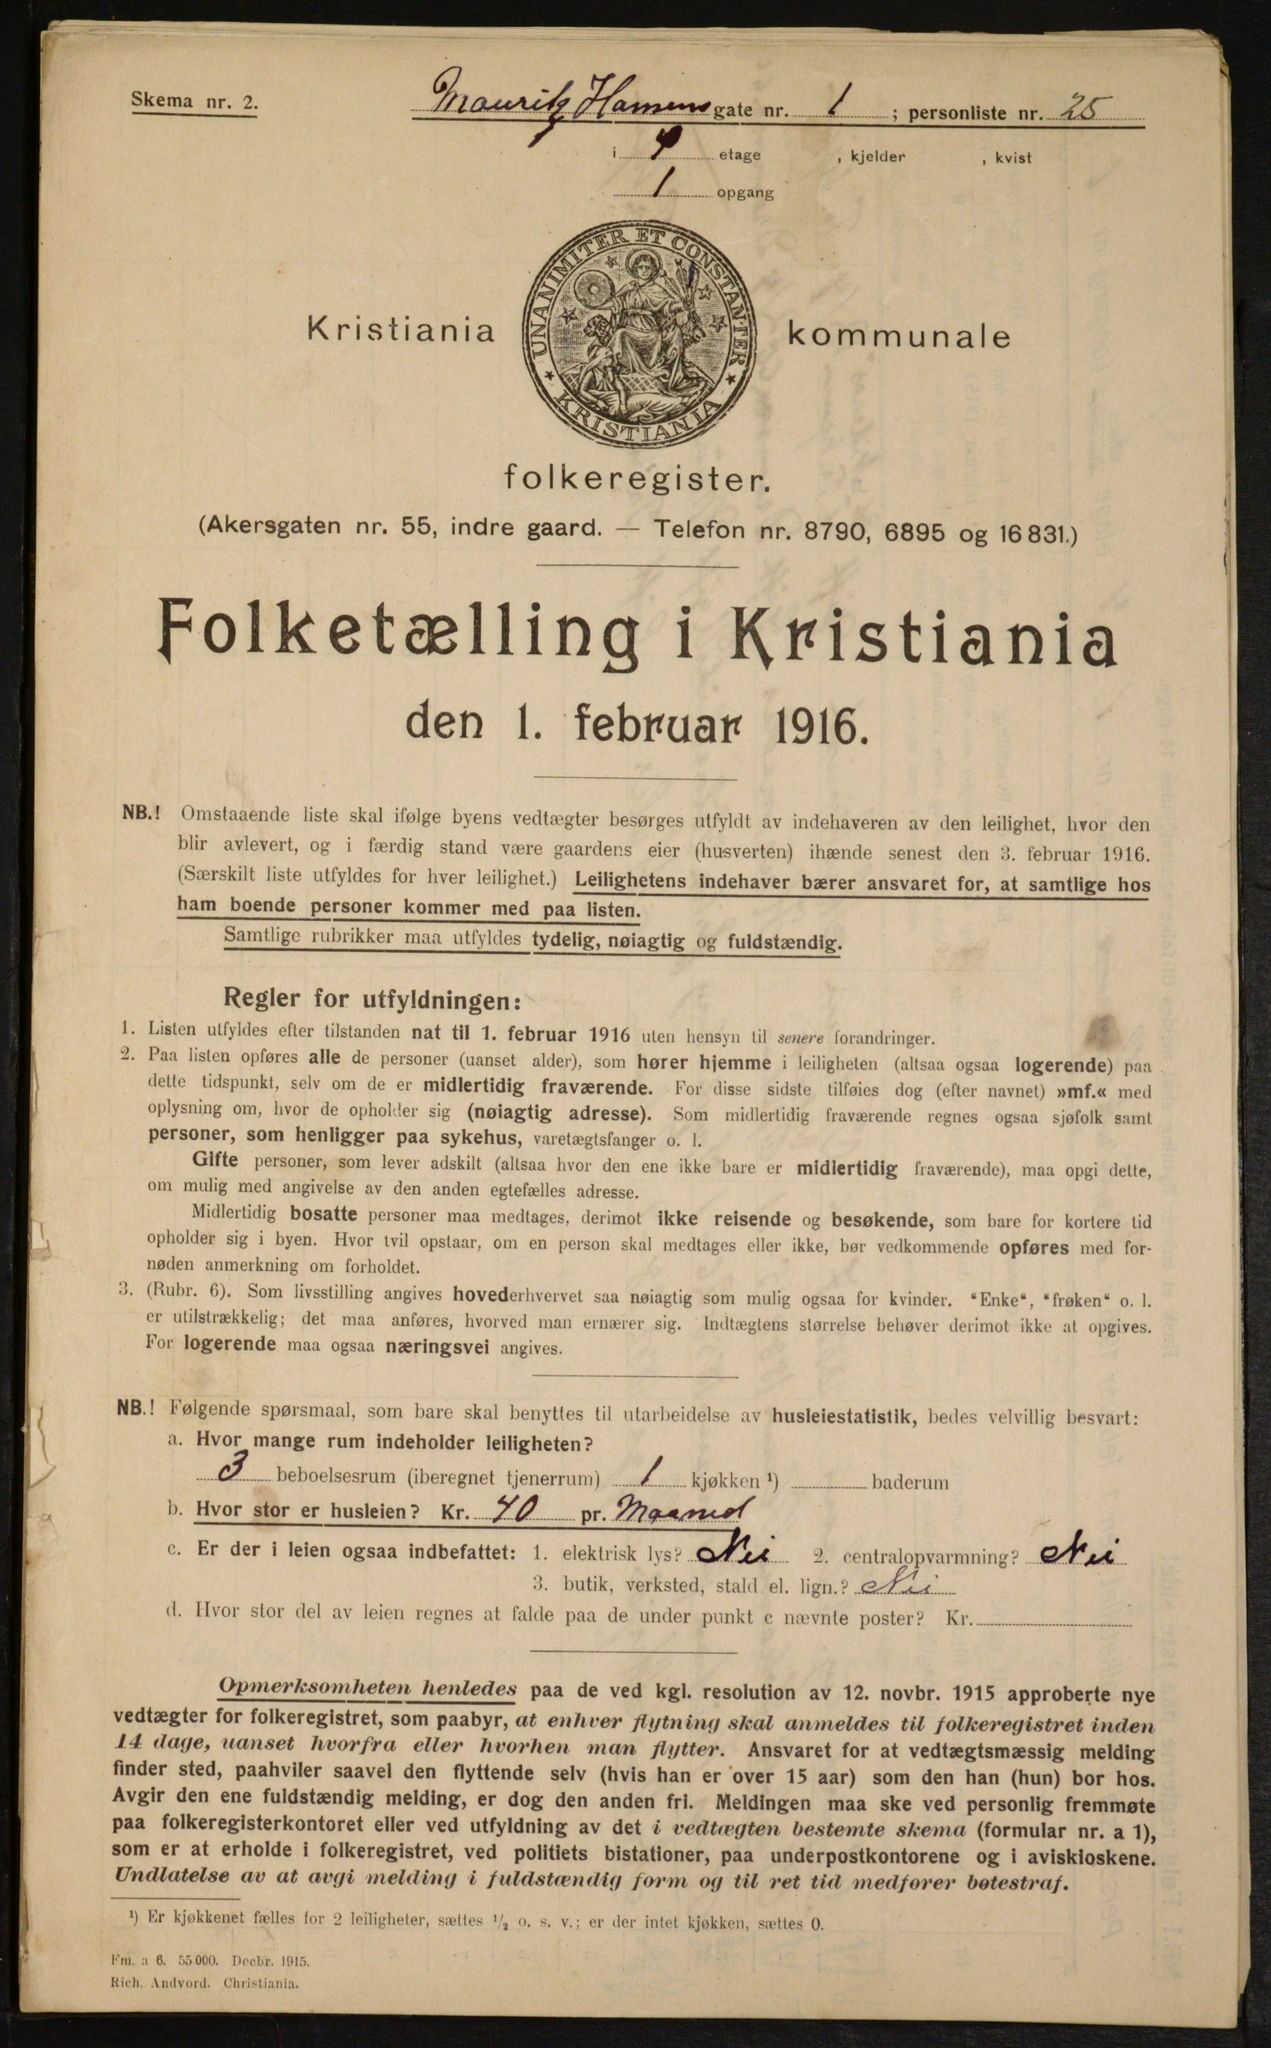 Skema nr. 2.
Mauritz Hansens gate nr. 1 ; personliste nr. 25
i 4 etage , kjelder , kvist
1 opgang
UNANIMITER ET CONSTANTER
KRISTIANIA
Kristiania kommunale
folkeregister.
(Akersgaten nr. 55, indre gaard. — Telefon nr. 8790, 6895 og 16 831.)
Folketælling i Kristiania
den 1. februar 1916.
NB.! Omstaaende liste skal ifølge byens vedtægter besørges utfyldt av indehaveren av den leilighet, hvor den
blir avlevert, og i færdig stand være gaardens eier (husverten) ihænde senest den 3. februar 1916.
(Særskilt liste utfyldes for hver leilighet.) Leilighetens indehaver bærer ansvaret for, at samtlige hos
ham boende personer kommer med paa listen.
Samtlige rubrikker maa utfyldes tydelig, nøiagtig og fuldstændig.
Regler for utfyldningen:
1. Listen utfyldes efter tilstanden nat til 1. februar 1916 uten hensyn til senere forandringer.
2. Paa listen opføres alle de personer (uanset alder), som hører hjemme i leiligheten (altsaa ogsaa logerende) paa
dette tidspunkt, selv om de er midlertidig fraværende. For disse sidste tilføies dog (efter navnet) »mf.« med
oplysning om, hvor de opholder sig (nøiagtig adresse). Som midlertidig fraværende regnes ogsaa sjøfolk samt
personer, som henligger paa sykehus, varetægtsfanger o. l.
Gifte personer, som lever adskilt (altsaa hvor den ene ikke bare er midlertidig fraværende), maa opgi dette,
om mulig med angivelse av den anden egtefælles adresse.
Midlertidig bosatte personer maa medtages, derimot ikke reisende og besøkende, som bare for kortere tid
opholder sig i byen. Hvor tvil opstaar, om en person skal medtages eller ikke, bør vedkommende opføres med for-
nøden anmerkning om forholdet.
3. (Rubr. 6). Som livsstilling angives hovederhvervet saa nøiagtig som mulig ogsaa for kvinder. "Enke", "frøken" o. l.
er utilstrækkelig; det maa anføres, hvorved man ernærer sig. Indtægtens størrelse behøver derimot ikke at opgives.
For logerende maa ogsaa næringsvei angives.
NB.! Følgende spørsmaal, som bare skal benyttes til utarbeidelse av husleiestatistik, bedes velvillig besvart:
a. Hvor mange rum indeholder leiligheten?
3 beboelsesrum (iberegnet tjenerrum) 1 kjøkken ¹) baderum
b. Hvor stor er husleien? Kr. 40 pr. Maaned
c. Er der i leien ogsaa indbefattet: 1. elektrisk lys? Nei 2. centralopvarmning? Nei
3. butik, verksted, stald el. lign.? Nei
d. Hvor stor del av leien regnes at falde paa de under punkt c nævnte poster? Kr.
Opmerksomheten henledes paa de ved kgl. resolution av 12. novbr. 1915 approberte nye
vedtægter for folkeregistret, som paabyr, at enhver flytning skal anmeldes til folkeregistret inden
14 dage, uanset hvorfra eller hvorhen man flytter. Ansvaret for at vedtægtsmæssig melding
finder sted, paahviler saavel den flyttende selv (hvis han er over 15 aar) som den han (hun) bor hos.
Avgir den ene fuldstændig melding, er dog den anden fri. Meldingen maa ske ved personlig fremmøte
paa folkeregisterkontoret eller ved utfyldning av det i vedtægten bestemte skema (formular nr. a 1),
som er at erholde i folkeregistret, ved politiets bistationer, paa underpostkontorene og i aviskioskene.
Undlatelse av at avgi melding i fuldstændig form og til ret tid medfører bøtestraf.
¹) Er kjøkkenet fælles for 2 leiligheter, sættes ½ o. s. v.; er der intet kjøkken, sættes 0.
Fm. a 6. 55 000. Decbr. 1915.
Rich. Andvord. Christiania.